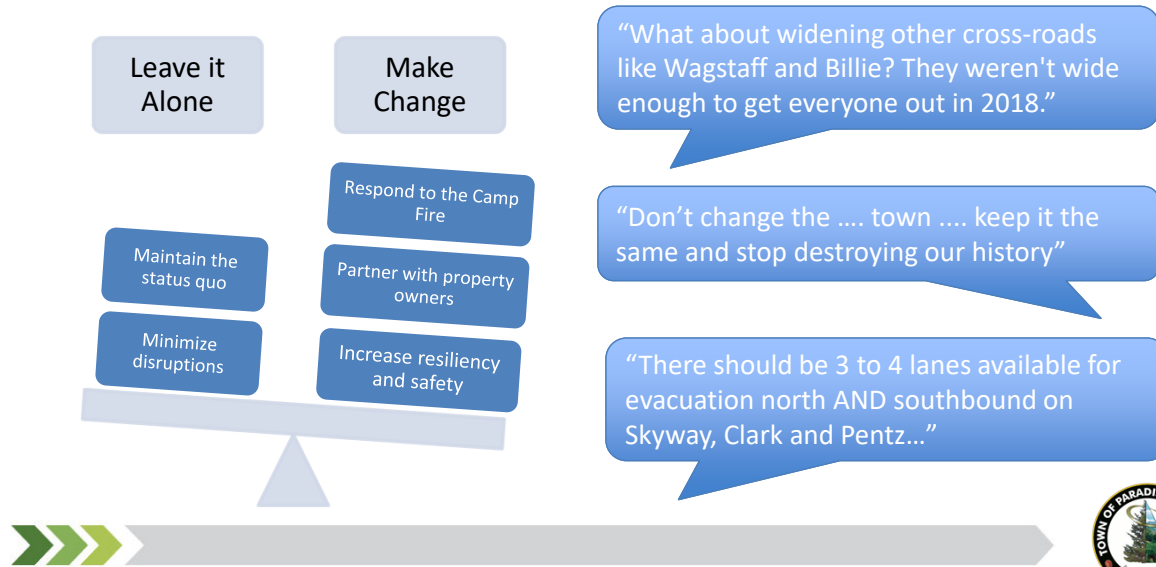 Leave it
Alone
Make
Change
Maintain the
status quo
Minimize
disruptions
Respond to the Camp
Fire
Partner with property
owners
Increase resiliency
and safety
“What about widening other cross-roads
like Wagstaff and Billie? They weren't wide
enough to get everyone out in 2018.”
“Don’t change the .... town .... keep it the
same and stop destroying our history”
“There should be 3 to 4 lanes available for
evacuation north AND southbound on
Skyway, Clark and Pentz…”
TOWN OF